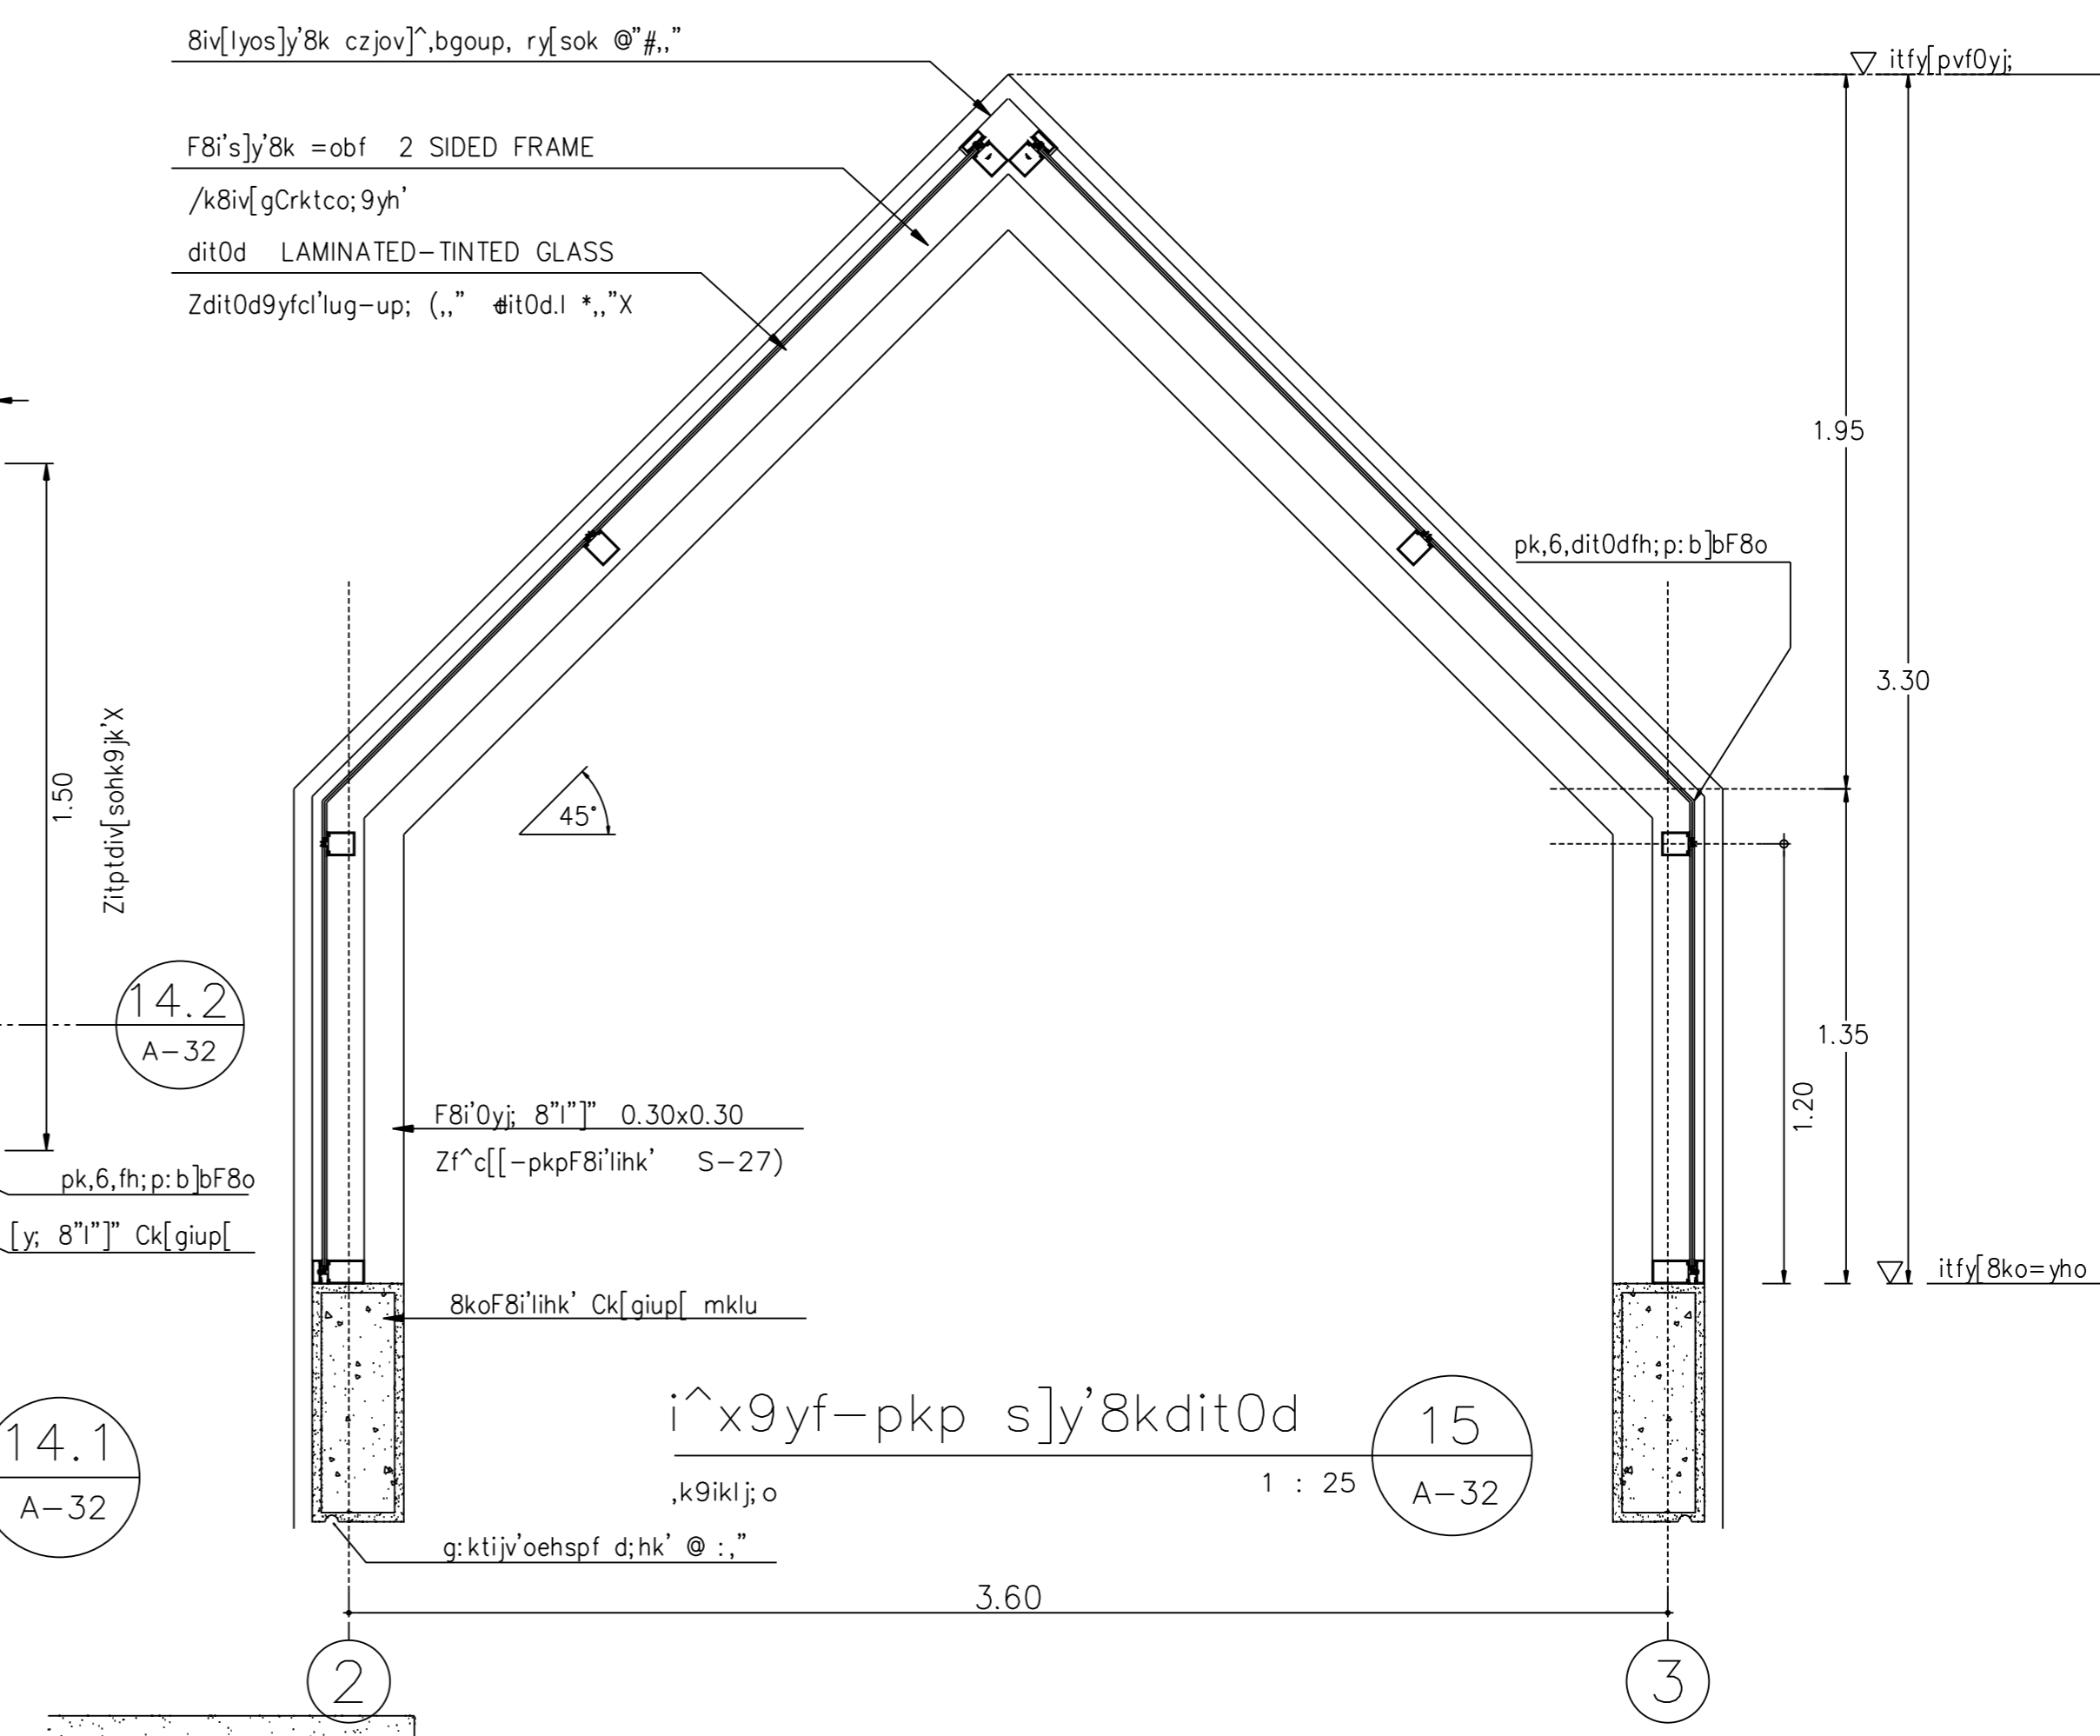 8iv[lyos]y'8k czjov]^,bgoup, ry[sok @"#,,"
itfy[pvf0yj;
F8i's]y'8k =obf 2 SIDED FRAME
/k8iv[gCrktco;9yh'
dit0d LAMINATED-TINTED GLASS
Zdit0d9yfcl'lug-up; (,,"  dit0d.l *,,"X
1.95
pk,6,dit0dfh;p:b]bF8o
3.30
1.50
Zitptdiv[sohk9jk'X
45°
14.2
A-32
1.35
1.20
F8i'0yj; 8"l"]" 0.30x0.30
Zf^c[[-pkpF8i'lihk' S-27)
pk,6,fh;p:b]bF8o
[y; 8"l"]" Ck[giup[
itfy[8ko=yho
8koF8i'lihk' Ck[giup[ mklu
i^x9yf-pkp s]y'8kdit0d
15
A-32
,k9iklj;o
1 : 25
14.1
A-32
g:ktijv'oehspf d;hk' @ :,"
3.60
2
3